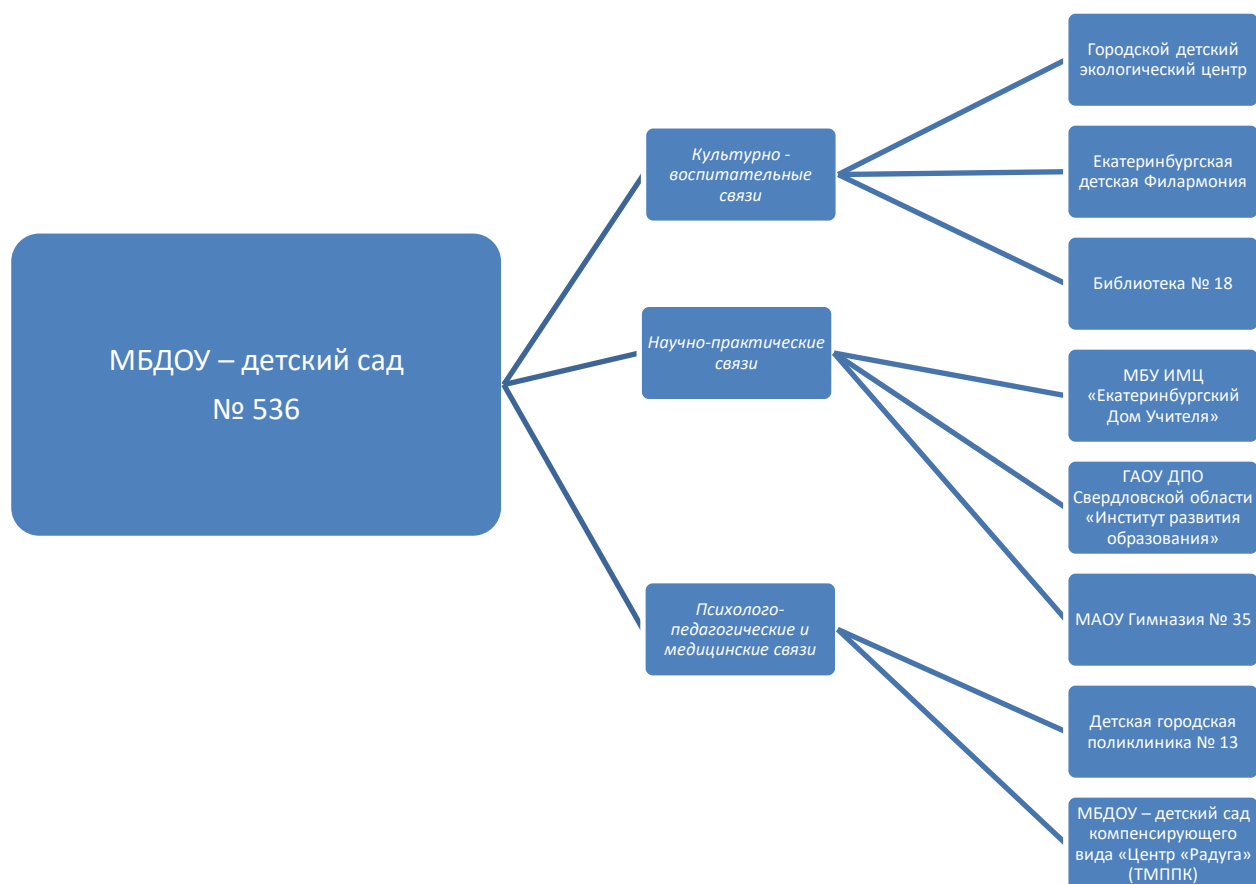 МБДОУ – детский сад
№ 536
Культурно -
воспитательные
связи
Городской детский
экологический центр
Екатеринбургская
детская Филармония
Библиотека № 18
Научно-практические
связи
МБУ ИМЦ
«Екатеринбургский
Дом Учителя»
ГАОУ ДПО
Свердловской области
«Институт развития
образования»
МАОУ Гимназия № 35
Психолого-
педагогические и
медицинские связи
Детская городская
поликлиника № 13
МБДОУ – детский сад
компенсирующего
вида «Центр «Радуга»
(ТМППК)